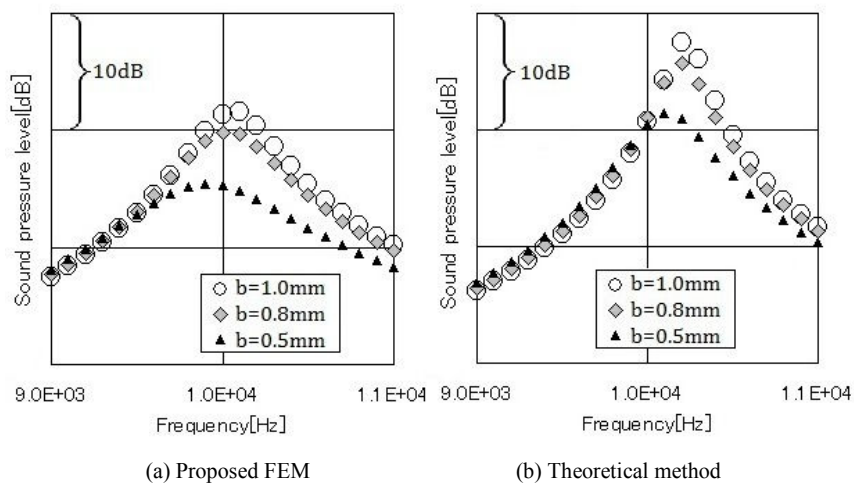 Sound pressure level[dB]
10dB
b=1.0mm
b=0.8mm
b=0.5mm
9.0E+03
1.0E+04
1.1E+04
Frequency[Hz]
(a) Proposed FEM
Sound pressure level[dB]
10dB
b=1.0mm
b=0.8mm
b=0.5mm
9.0E+03
1.0E+04
1.1E+04
Frequency[Hz]
(b) Theoretical method